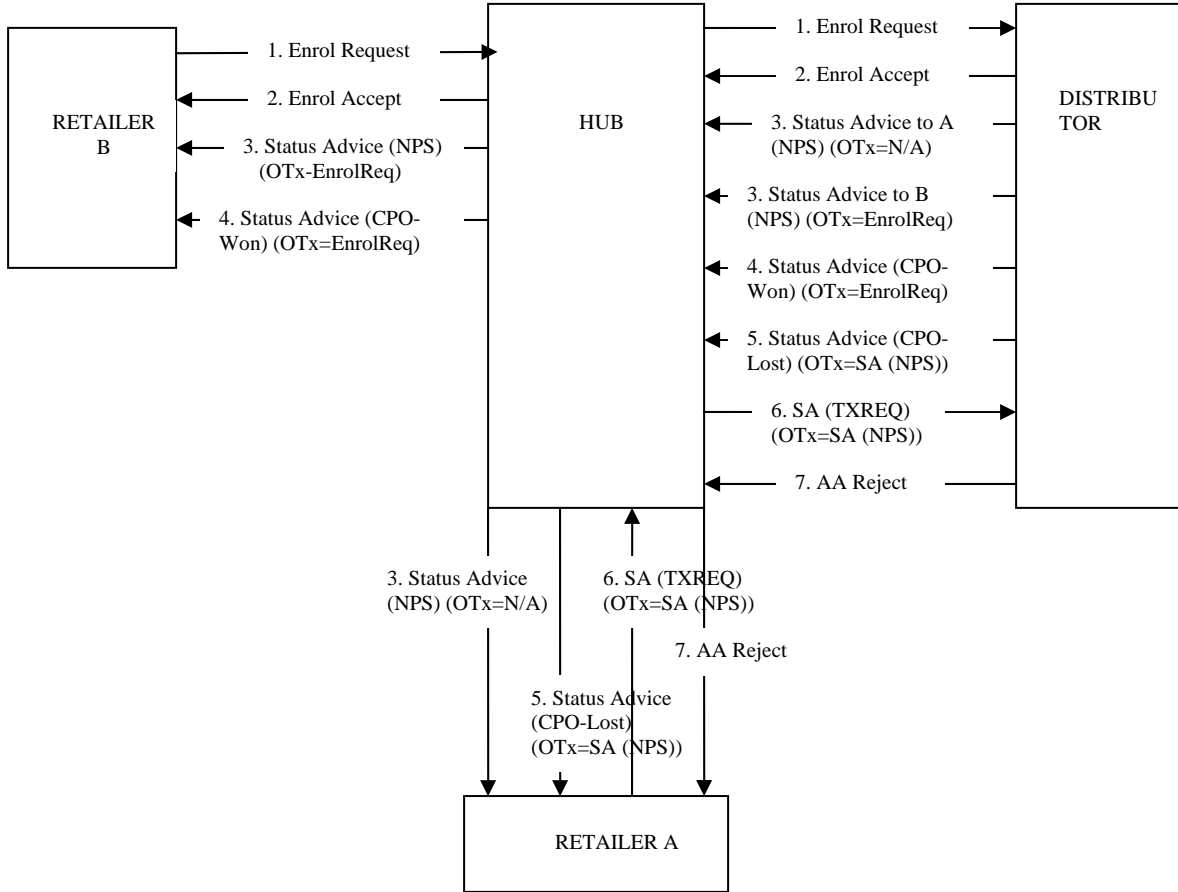 1. Enrol Request
2. Enrol Accept
RETAILER
B
3. Status Advice (NPS)
(OTx-EnrolReq)
4. Status Advice (CPO-
Won) (OTx=EnrolReq)
HUB
1. Enrol Request
2. Enrol Accept
3. Status Advice to A
(NPS) (OTx=N/A)
3. Status Advice to B
(NPS) (OTx=EnrolReq)
4. Status Advice (CPO-
Won) (OTx=EnrolReq)
5. Status Advice (CPO-
Lost) (OTx=SA (NPS))
6. SA (TXREQ)
(OTx=SA (NPS))
7. AA Reject
DISTRIBU
TOR
3. Status Advice
(NPS) (OTx=N/A)
5. Status Advice
(CPO-Lost)
(OTx=SA (NPS))
6. SA (TXREQ)
(OTx=SA (NPS))
7. AA Reject
RETAILER A